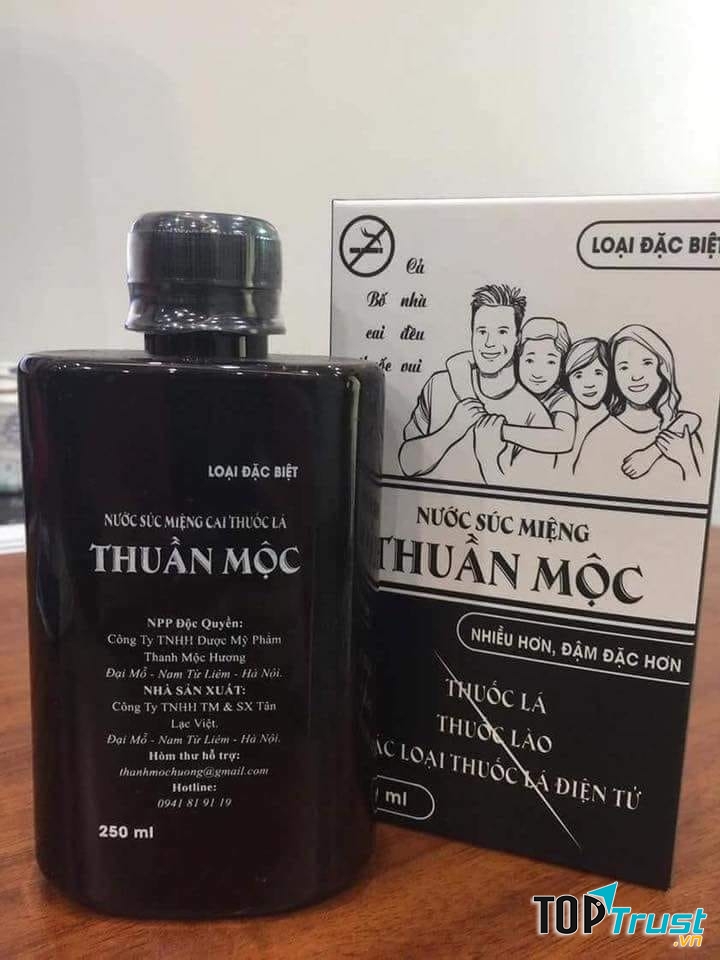 LOẠI ĐẶC BIỆT
NƯỚC SÚC MIỆNG CAI THUỐC LÁ
THUẦN MỘC
NPP Độc Quyền:
Công Ty TNHH Dược Mỹ Phẩm
Thanh Mộc Hương
Đại Mỗ - Nam Từ Liêm - Hà Nội.
NHÀ SẢN XUẤT:
Công Ty TNHH TM & SX Tân
Lạc Việt.
Đại Mỗ - Nam Từ Liêm - Hà Nội.
Hòm thư hỗ trợ:
thanhmochuong@gmail.com
Hotline:
0941 81 91 19
250 ml
LOẠI ĐẶC BIỆT
Cả
Bố nhà
cai đều
vui
NƯỚC SÚC MIỆNG
THUẦN MỘC
NHIỀU HƠN, ĐẬM ĐẶC HƠN
THUỐC LÁ
THUỐC LÀO
LOẠI THUỐC LÁ ĐIỆN TỬ
ml
TOPTrust.vn